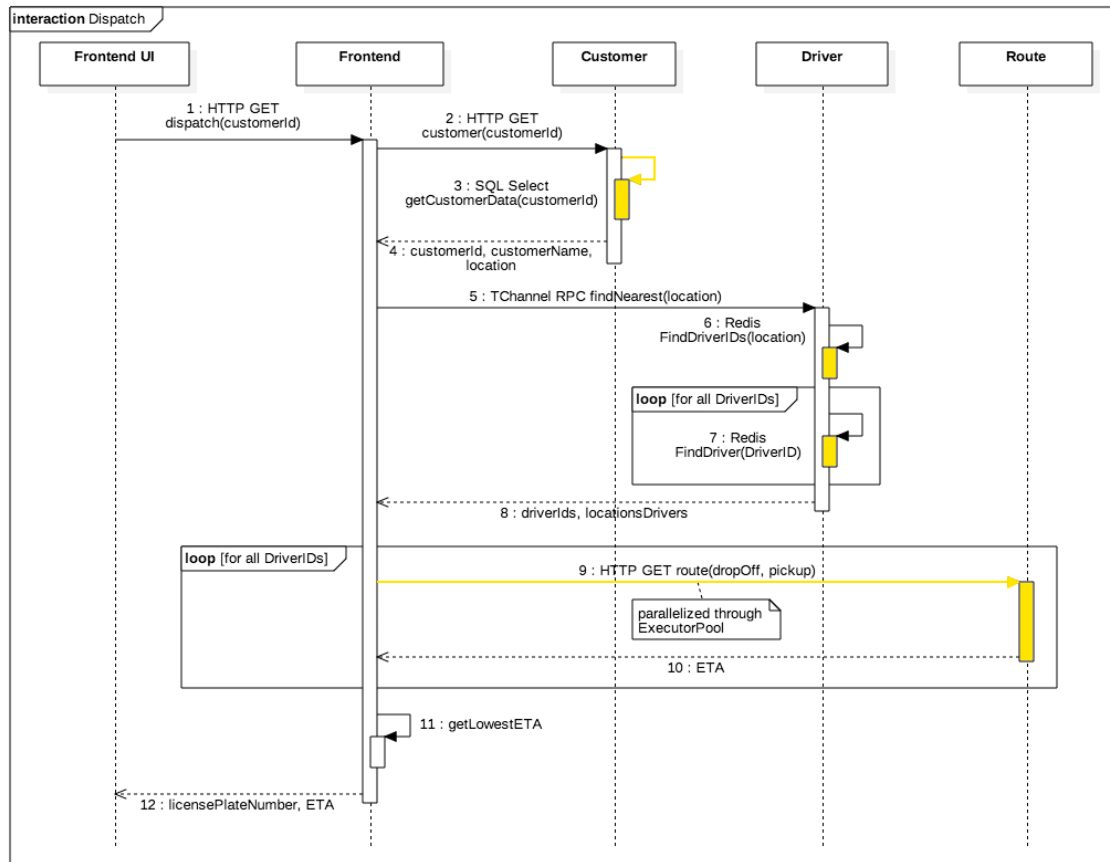 interaction Dispatch
Frontend UI
Frontend
Customer
Driver
Route
1 : HTTP GET
dispatch(customerId)
2 : HTTP GET
customer(customerId)
3 : SQL Select
getCustomerData(customerId)
4 : customerId, customerName,
location
5 : TChannel RPC findNearest(location)
6 : Redis
FindDriverIDs(location)
loop [for all DriverIDs]
7 : Redis
FindDriver(DriverID)
8 : driverIds, locationsDrivers
loop [for all DriverIDs]
9 : HTTP GET route(dropOff, pickup)
parallelized through
ExecutorPool
10 : ETA
11 : getLowestETA
12 : licensePlateNumber, ETA